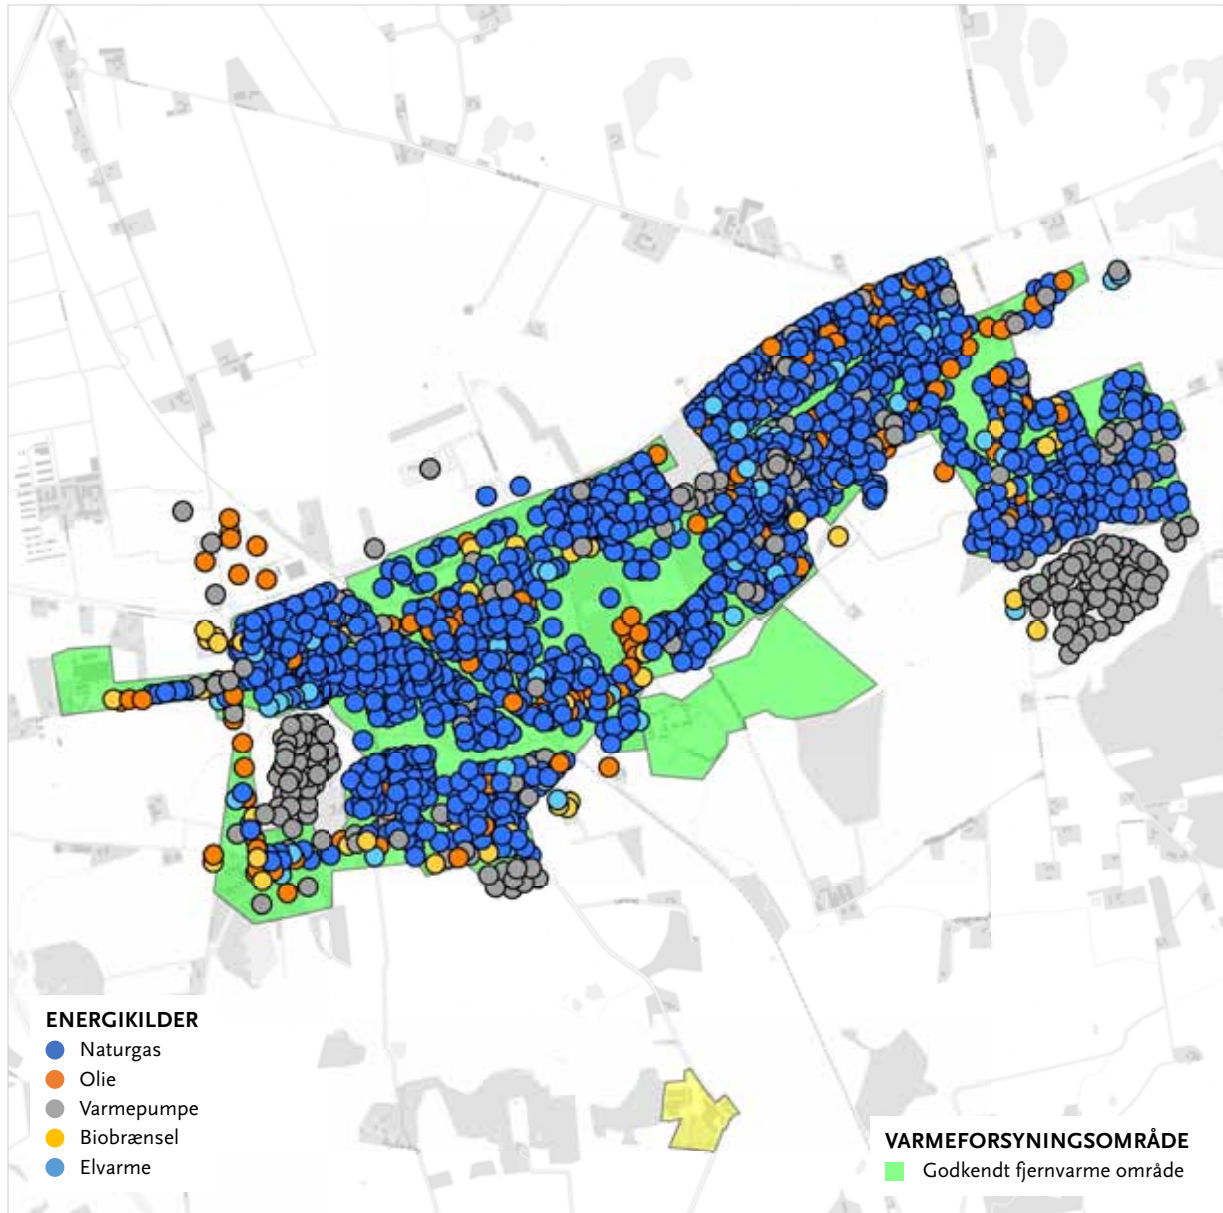 ENERGIKILDER
Naturgas
Olie
Varmepumpe
Biobrænsel
Elvarme
VARMEFORSYNINGSOMRÅDE
Godkendt fjernvarme område